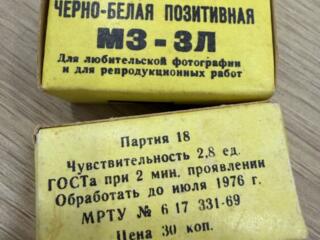 ЧЕРНО-БЕЛАЯ ПОЗИТИВНАЯ
МЗ-ЗЛ
Для любительской фотографии
и для репродукционных работ
Партия 18
Чувствительность 2,8 ед.
ГОСТа при 2 мин. проявлении
Обработать до июля 1976 г.
МРТУ № 6 17 331-69
Цена 30 коп.